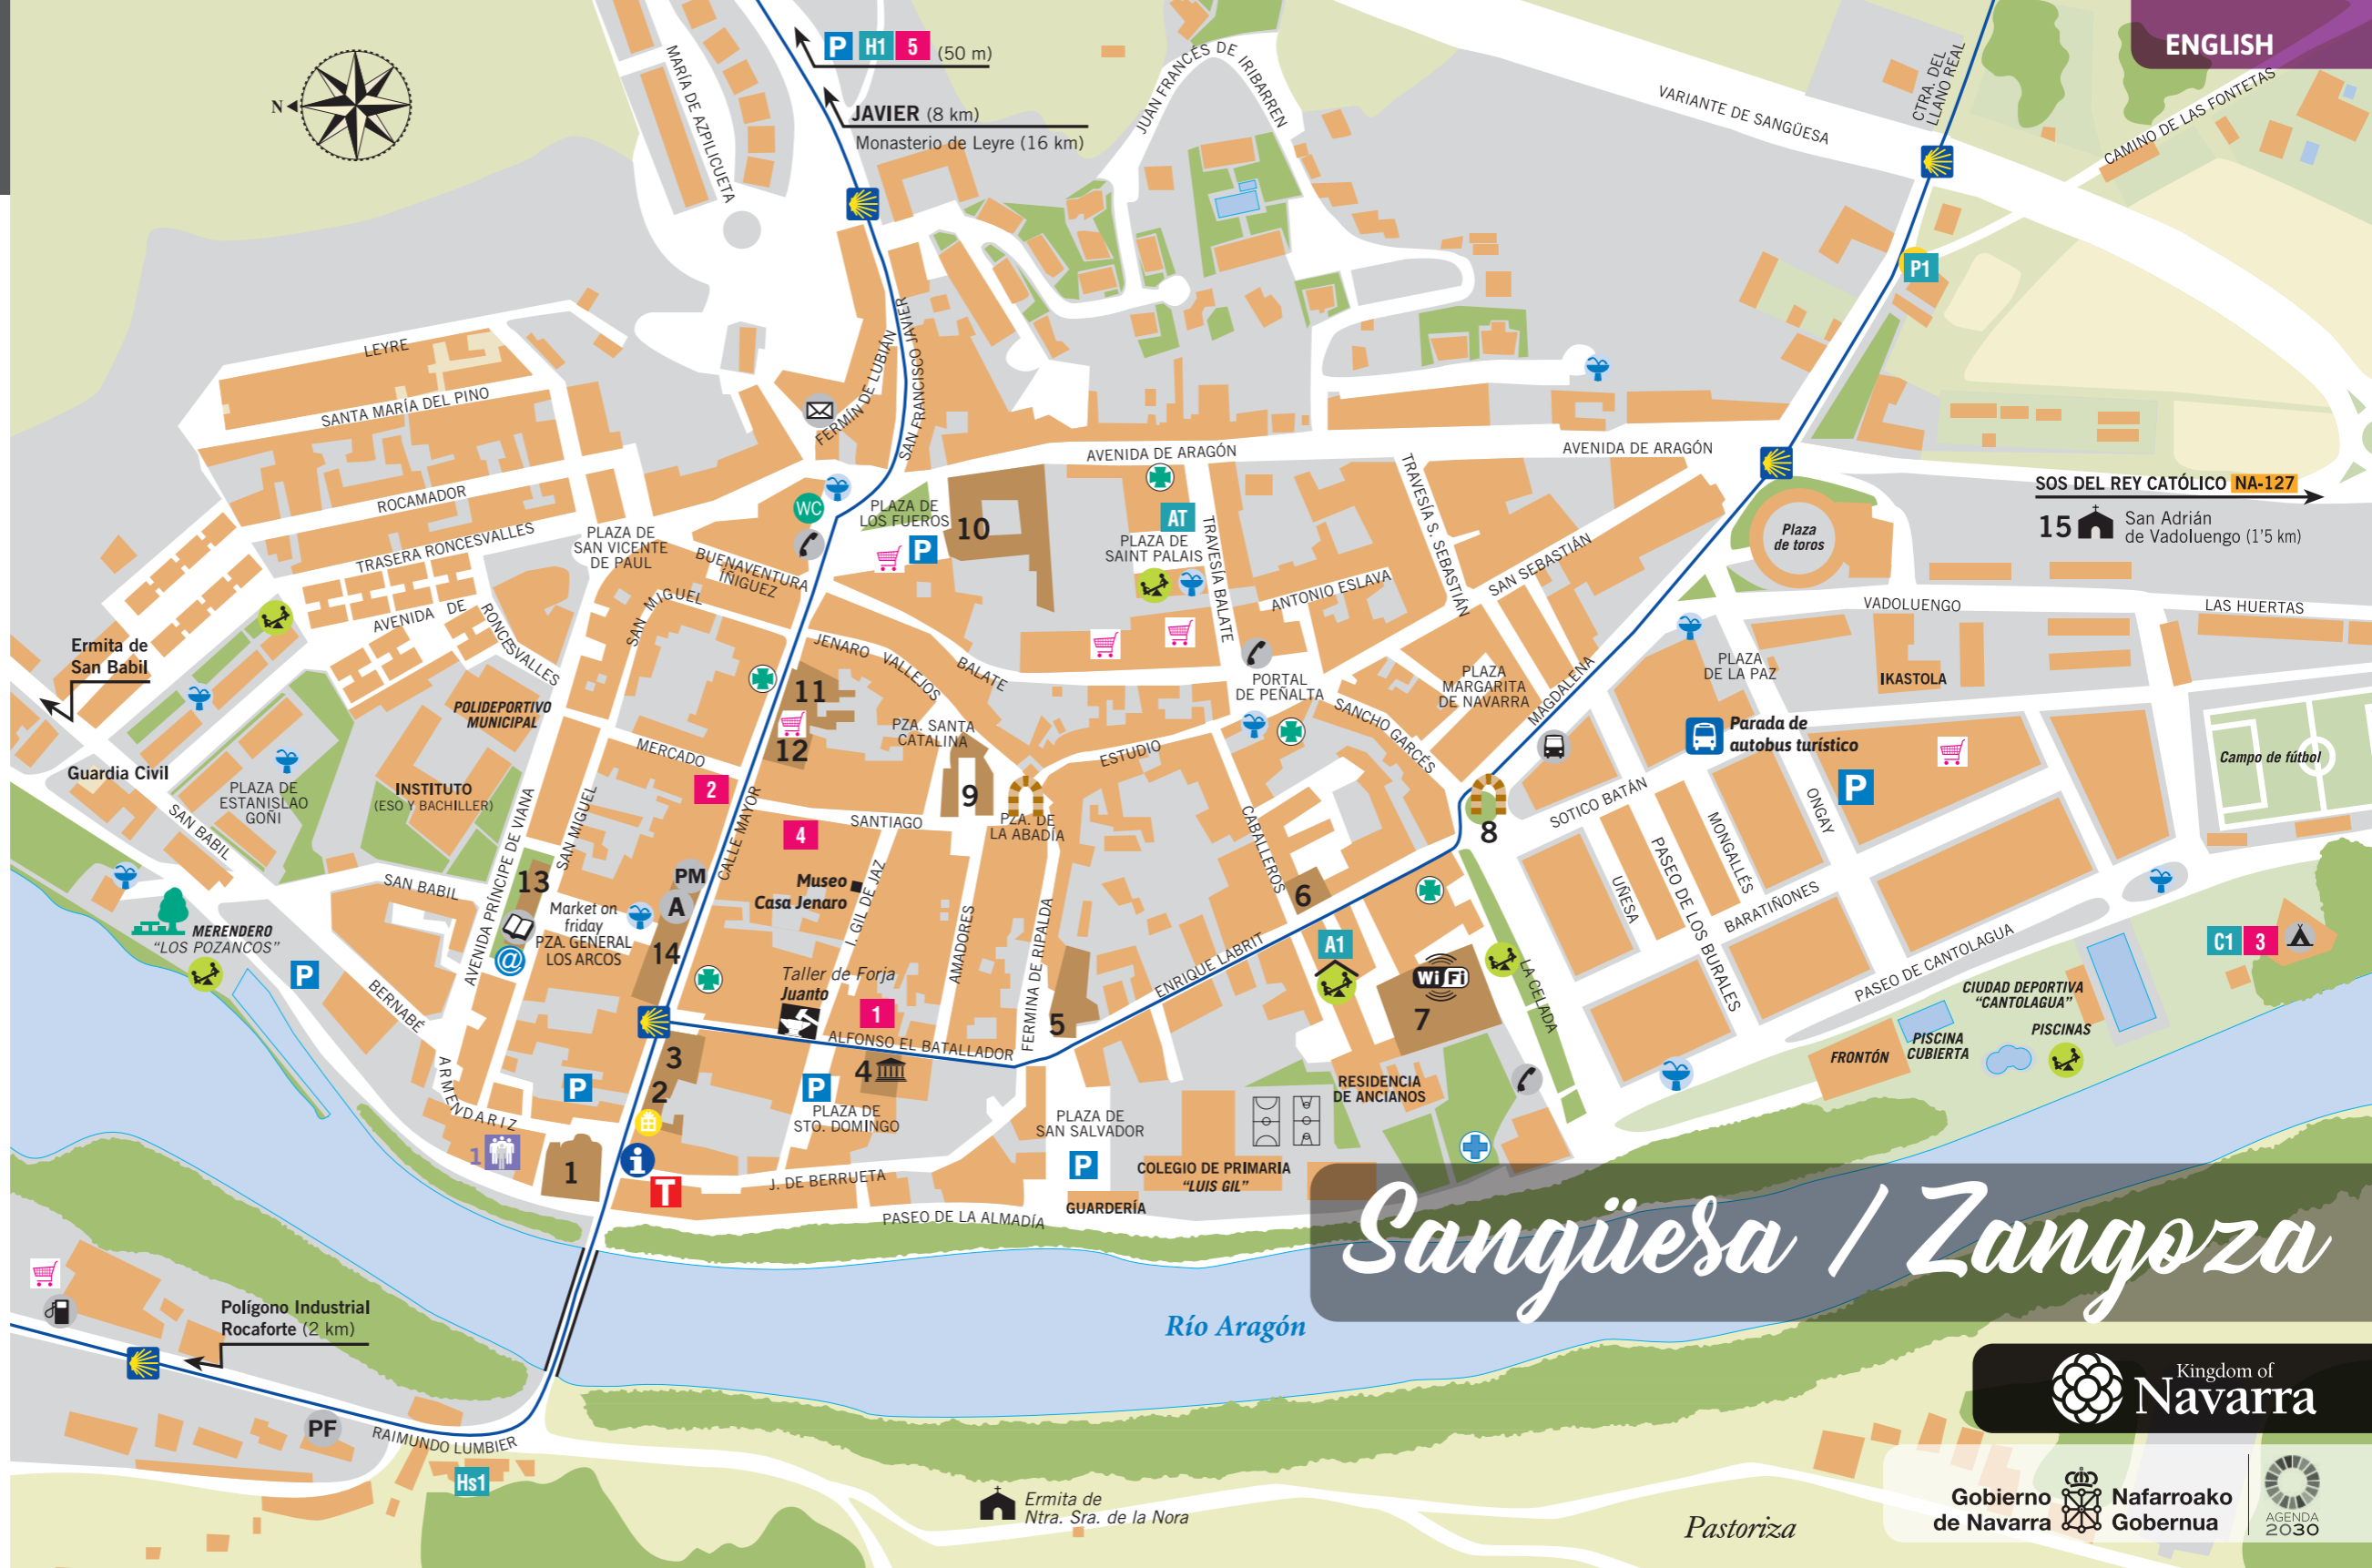 ENGLISH
N
P H1 5 (50 m)
JAVIER (8 km)
Monasterio de Leyre (16 km)
MARÍA DE AZPILICUETA
JUAN FRANCÉS DE IRIBARREN
VARIANTE DE SANGÜESA
CTRA. DEL
LLANO REAL
CAMINO DE LAS FONTETAS
P1
LEYRE
SANTA MARÍA DEL PINO
ROCAMADOR
TRASERA RONCESVALLES
AVENIDA DE
RONCESVALLES
FERMÍN DE LUBIÁN
SAN FRANCISCO JAVIER
AVENIDA DE ARAGÓN
AVENIDA DE ARAGÓN
SOS DEL REY CATÓLICO NA-127
15
San Adrián
de Vadoluengo (1'5 km)
WC
PLAZA DE
LOS FUEROS
10
P
AT
PLAZA DE
SAINT PALAIS
TRAVESÍA BALATE
TRAVESÍA S. SEBASTIÁN
SAN SEBASTIÁN
ANTONIO ESLAVA
Plaza
de toros
PLAZA DE
SAN VICENTE
DE PAUL
BUENAVENTURA
ÍÑIGUEZ
SAN MIGUEL
JENARO VALLEJOS
BALATE
VADOLUENGO
LAS HUERTAS
Ermita de
San Babil
POLIDEPORTIVO
MUNICIPAL
11
12
PZA. SANTA
CATALINA
PORTAL
DE PEÑALTA
PLAZA
MARGARITA
DE NAVARRA
SANCHO GARCÉS
MAGDALENA
PLAZA
DE LA PAZ
IKASTOLA
Parada de
autobus turístico
Campo de fútbol
Guardia Civil
PLAZA DE
ESTANISLAO
GOÑI
INSTITUTO
(ESO Y BACHILLER)
MERCADO
2
CALLE MAYOR
4
SANTIAGO
9
PZA. DE
LA ABADÍA
ESTUDIO
CABALLEROS
8
SOTICO BATÁN
ONGAY
P
SAN BABIL
SAN BABIL
AVENIDA PRÍNCIPE DE VIANA
SAN MIGUEL
13
Market on
friday
PZA. GENERAL
LOS ARCOS
PM
A
14
Museo
Casa Jenaro
I. GIL DE JAZ
AMADORES
FERMINA DE RIPALDA
6
UÑESA
PASEO DE LOS BURALES
MONGALLÉS
BARATIÑONES
MERENDERO
“LOS POZANCOS”
P
@
BERNABÉ
ARMENDARIZ
Taller de Forja
Juanto
1
ALFONSO EL BATALLADOR
5
ENRIQUE LABRIT
A1
WiFi
7
LA CELADA
PASEO DE CANTOLAGUA
C1 3
CIUDAD DEPORTIVA
“CANTOLAGUA”
PISCINAS
PISCINA
CUBIERTA
FRONTÓN
3
2
4
P
P
PLAZA DE
STO. DOMINGO
PLAZA DE
SAN SALVADOR
RESIDENCIA
DE ANCIANOS
1
1
i
T
J. DE BERRUETA
P
COLEGIO DE PRIMARIA
“LUIS GIL”
GUARDERÍA
PASEO DE LA ALMADÍA
Sangüesa / Zangoza
Río Aragón
Polígono Industrial
Rocaforte (2 km)
PF
RAIMUNDO LUMBIER
Hs1
Ermita de
Ntra. Sra. de la Nora
Pastoriza
Kingdom of
Navarra
Gobierno
de Navarra
Nafarroako
Gobernua
AGENDA
2030